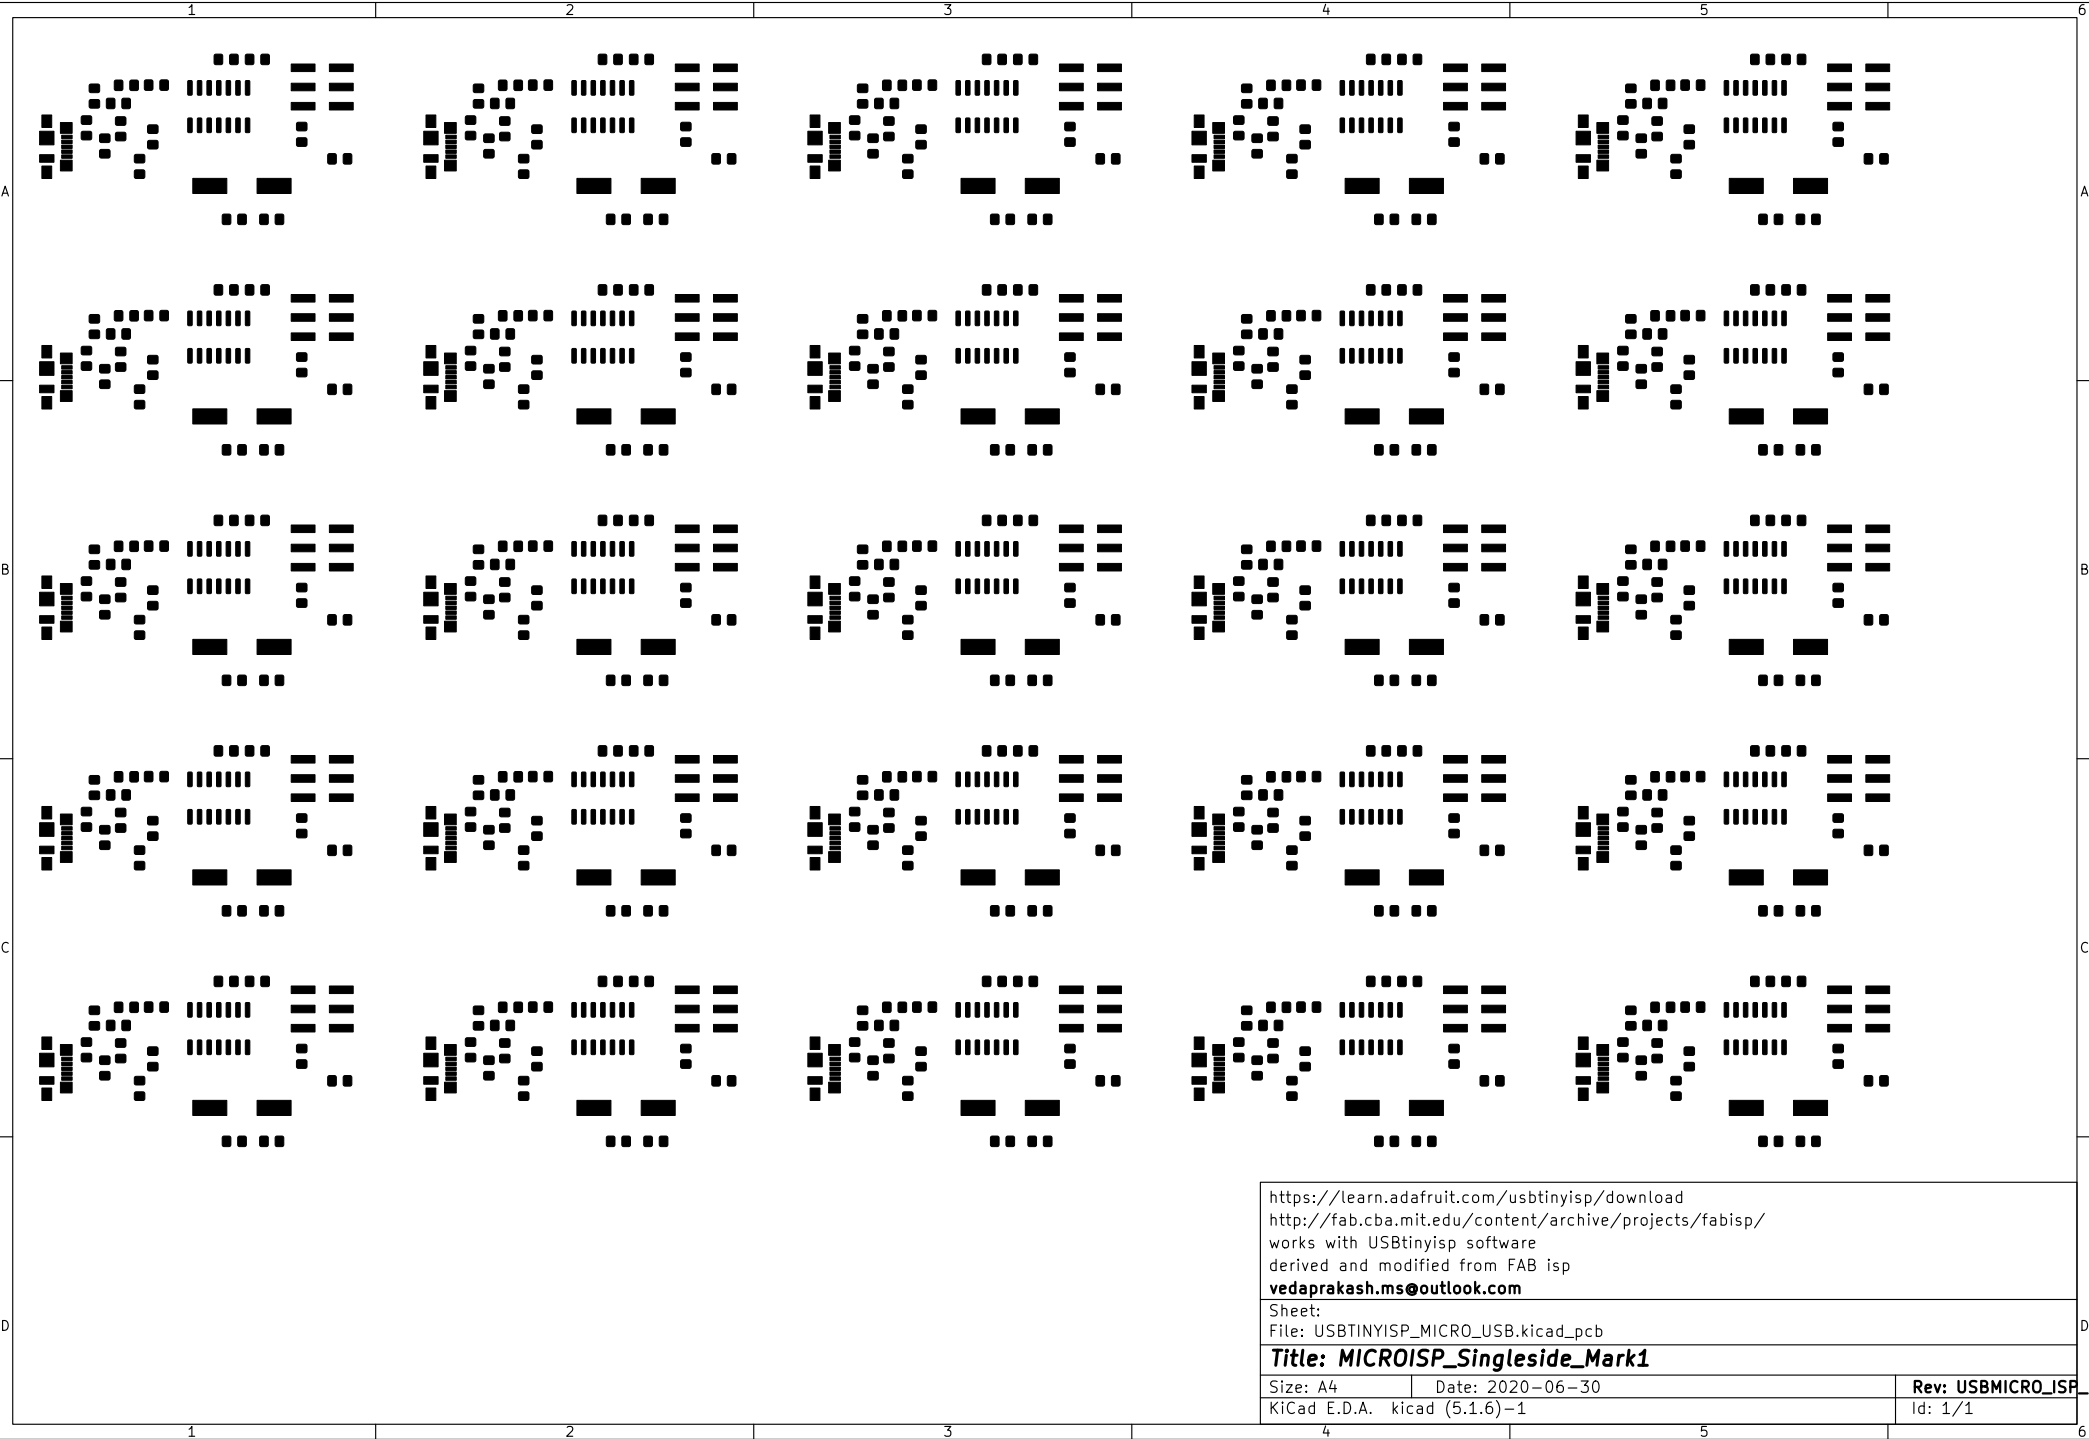 1 2 3 4 5 6
A A
B B
C C
https://learn.adafruit.com/usbtinyisp/download
http://fab.cba.mit.edu/content/archive/projects/fabisp/
works with USBtinyisp software
derived and modified from FAB isp
vedaprakash.ms@outlook.com
Sheet:
D D
File: USBTINYISP_MICRO_USB.kicad_pcb
Title: MICROISP_Singleside_Mark1
Size: A4 Date: 2020-06-30 Rev: USBMICRO_ISP_
KiCad E.D.A. kicad (5.1.6)-1 Id: 1/1
1 2 3 4 5 6